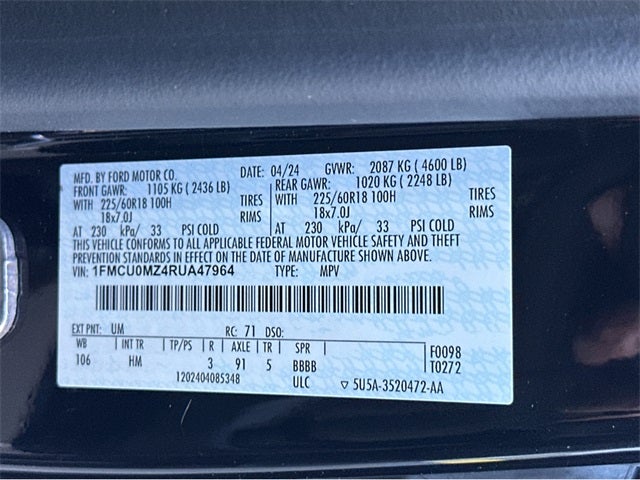 MFD. BY FORD MOTOR CO. DATE: 04/24 GVWR: 2087 KG ( 4600 LB)
FRONT GAWR: 1105 KG ( 2436 LB) REAR GAWR: 1020 KG ( 2248 LB)
WITH 225/60R18 100H TIRES WITH 225/60R18 100H TIRES
18x7.0J RIMS 18x7.0J RIMS
AT 230 kPa/ 33 PSI COLD AT 230 kPa/ 33 PSI COLD
THIS VEHICLE CONFORMS TO ALL APPLICABLE FEDERAL MOTOR VEHICLE SAFETY AND THEFT
PREVENTION STANDARDS IN EFFECT ON THE DATE OF MANUFACTURE SHOWN ABOVE.
VIN: 1FMCU0MZ4RUA47964 TYPE: MPV
EXT PNT: UM RC: 71 DSO:
WB INT TR TP/PS R AXLE TR SPR F0098
106 HM 3 91 5 BBBB T0272
120240408S348 ULC ▽ 5U5A-3520472-AA